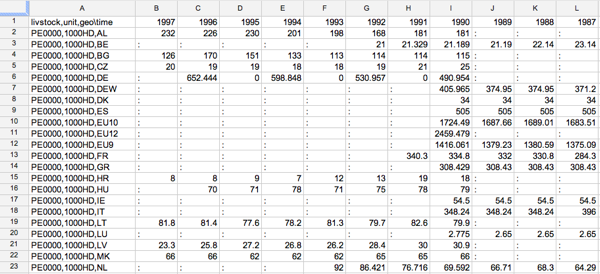 A B C D E F G H I J K L
1 livstock,unit,geo\time 1997 1996 1995 1994 1993 1992 1991 1990 1989 1988 1987
2 PE0000,1000HD,AL 232 226 230 201 198 168 181 181 : : :
3 PE0000,1000HD,BE : : : : : 21 21.329 21.189 21.19 22.14 23.14
4 PE0000,1000HD,BG 126 170 151 133 113 114 114 115 : : :
5 PE0000,1000HD,CZ 20 19 19 18 18 19 21 25 : : :
6 PE0000,1000HD,DE : 652.444 0 598.848 0 530.957 0 490.954 : : :
7 PE0000,1000HD,DEW : : : : : : : 405.965 374.95 374.95 371.2
8 PE0000,1000HD,DK : : : : : : : 34 34 34 34
9 PE0000,1000HD,ES : : : : : : : 505 505 505 505
10 PE0000,1000HD,EU10 : : : : : : : 1724.49 1687.66 1689.01 1683.51
11 PE0000,1000HD,EU12 : : : : : : : 2459.479 : : :
12 PE0000,1000HD,EU9 : : : : : : : 1416.061 1379.23 1380.59 1375.09
13 PE0000,1000HD,FR : : : : : : 340.3 334.8 332 330.8 284.3
14 PE0000,1000HD,GR : : : : : : : 308.429 308.43 308.43 308.43
15 PE0000,1000HD,HR 8 8 9 7 12 13 19 18 : : :
16 PE0000,1000HD,HU : 70 71 78 71 75 78 79 : : :
17 PE0000,1000HD,IE : : : : : : : 54.5 54.5 54.5 54.5
18 PE0000,1000HD,IT : : : : : : : 348.24 348.24 348.24 396
19 PE0000,1000HD,LT 81.8 81.4 77.6 78.2 81.3 79.7 82.6 79.9 : : :
20 PE0000,1000HD,LU : : : : : : : 2.775 2.65 2.65 2.65
21 PE0000,1000HD,LV 23.3 25.8 27.2 26.8 26.2 28.4 30 30.9 : : :
22 PE0000,1000HD,MK 66 66 62 62 62 65 65 66 : : :
23 PE0000,1000HD,NL : : : : 92 86.421 76.716 69.592 66.71 68.3 64.29